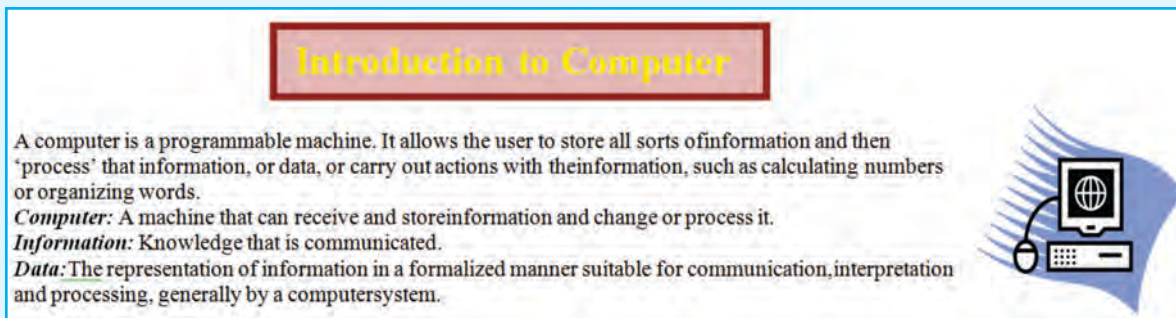 Introduction to Computer
A computer is a programmable machine. It allows the user to store all sorts ofinformation and then
‘process’ that information, or data, or carry out actions with theinformation, such as calculating numbers
or organizing words.
Computer: A machine that can receive and storeinformation and change or process it.
Information: Knowledge that is communicated.
Data:The representation of information in a formalized manner suitable for communication,interpretation
and processing, generally by a computersystem.